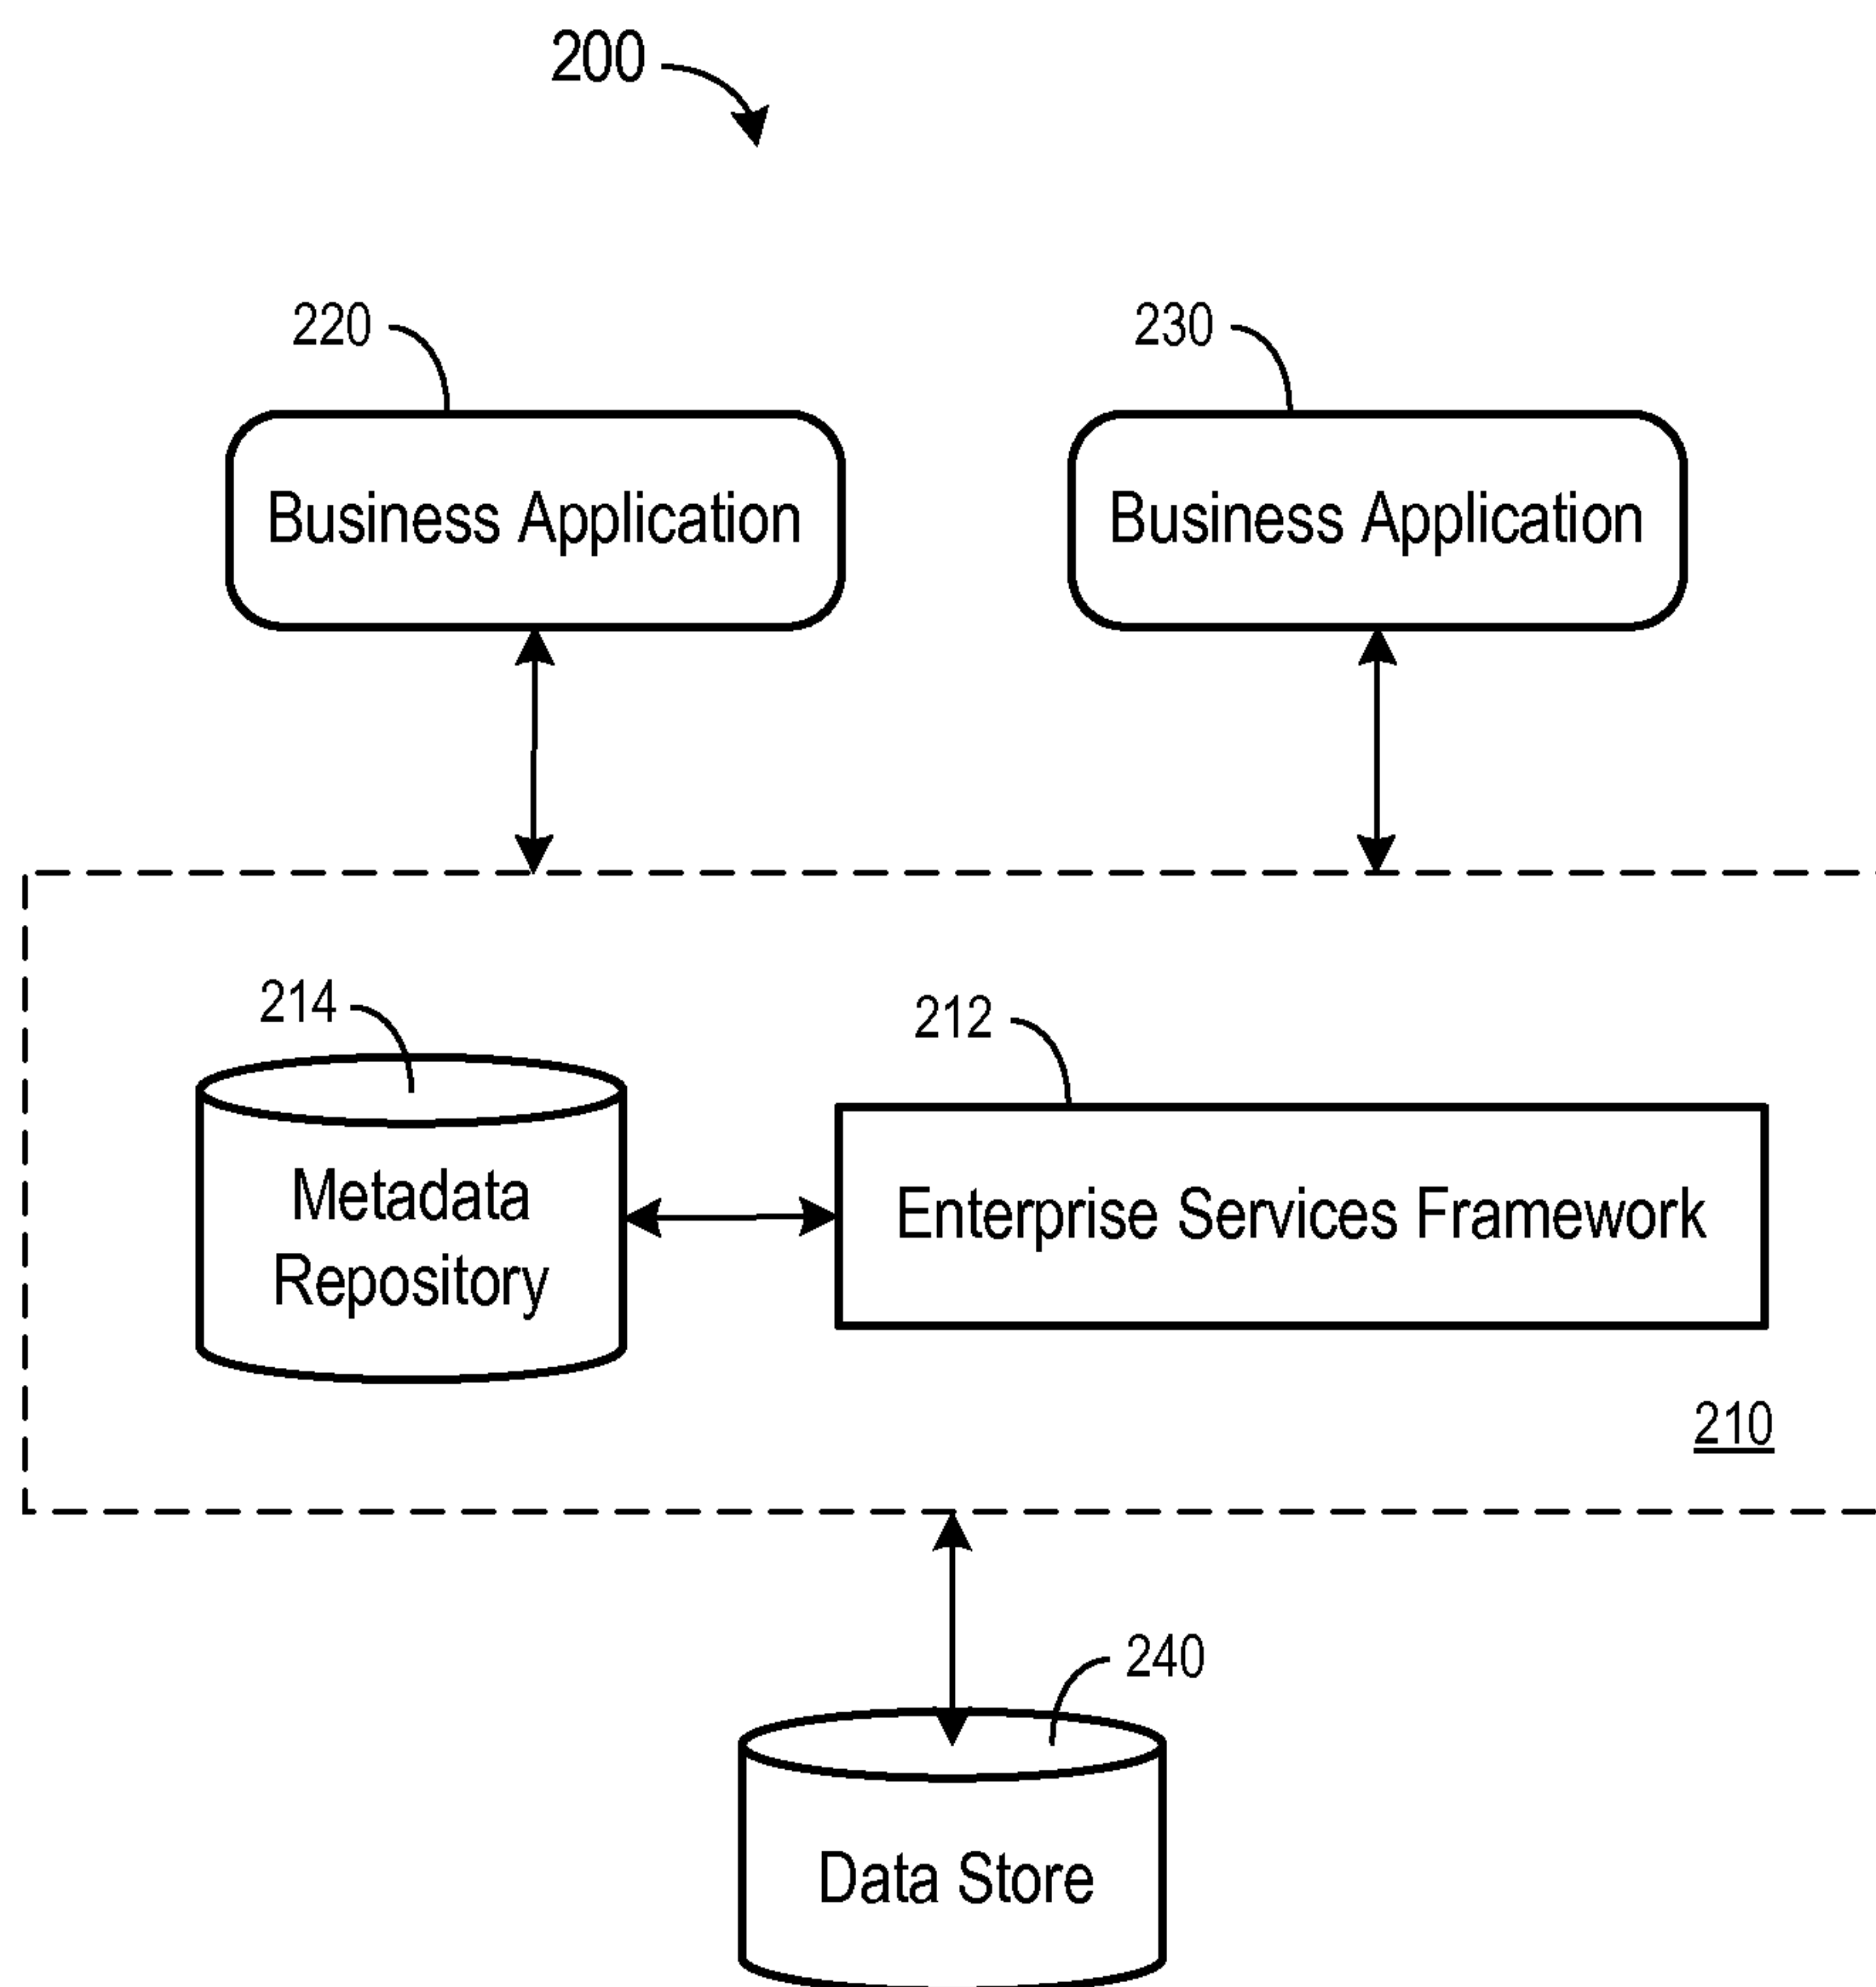 200
220
230
Business Application
Business Application
214
212
Metadata
Repository
Enterprise Services Framework
210
240
Data Store